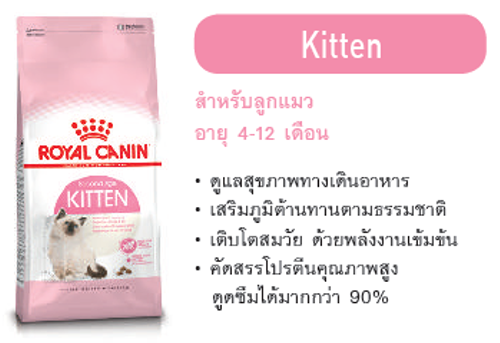 Kitten
สำหรับลูกแมว
อายุ 4-12 เดือน
• ดูแลสุขภาพทางเดินอาหาร
• เสริมภูมิต้านทานตามธรรมชาติ
• เติบโตสมวัย ด้วยพลังงานเข้มข้น
• คัดสรรโปรตีนคุณภาพสูง
ดูดซึมได้มากกว่า 90%
ROYAL CANIN
KITTEN